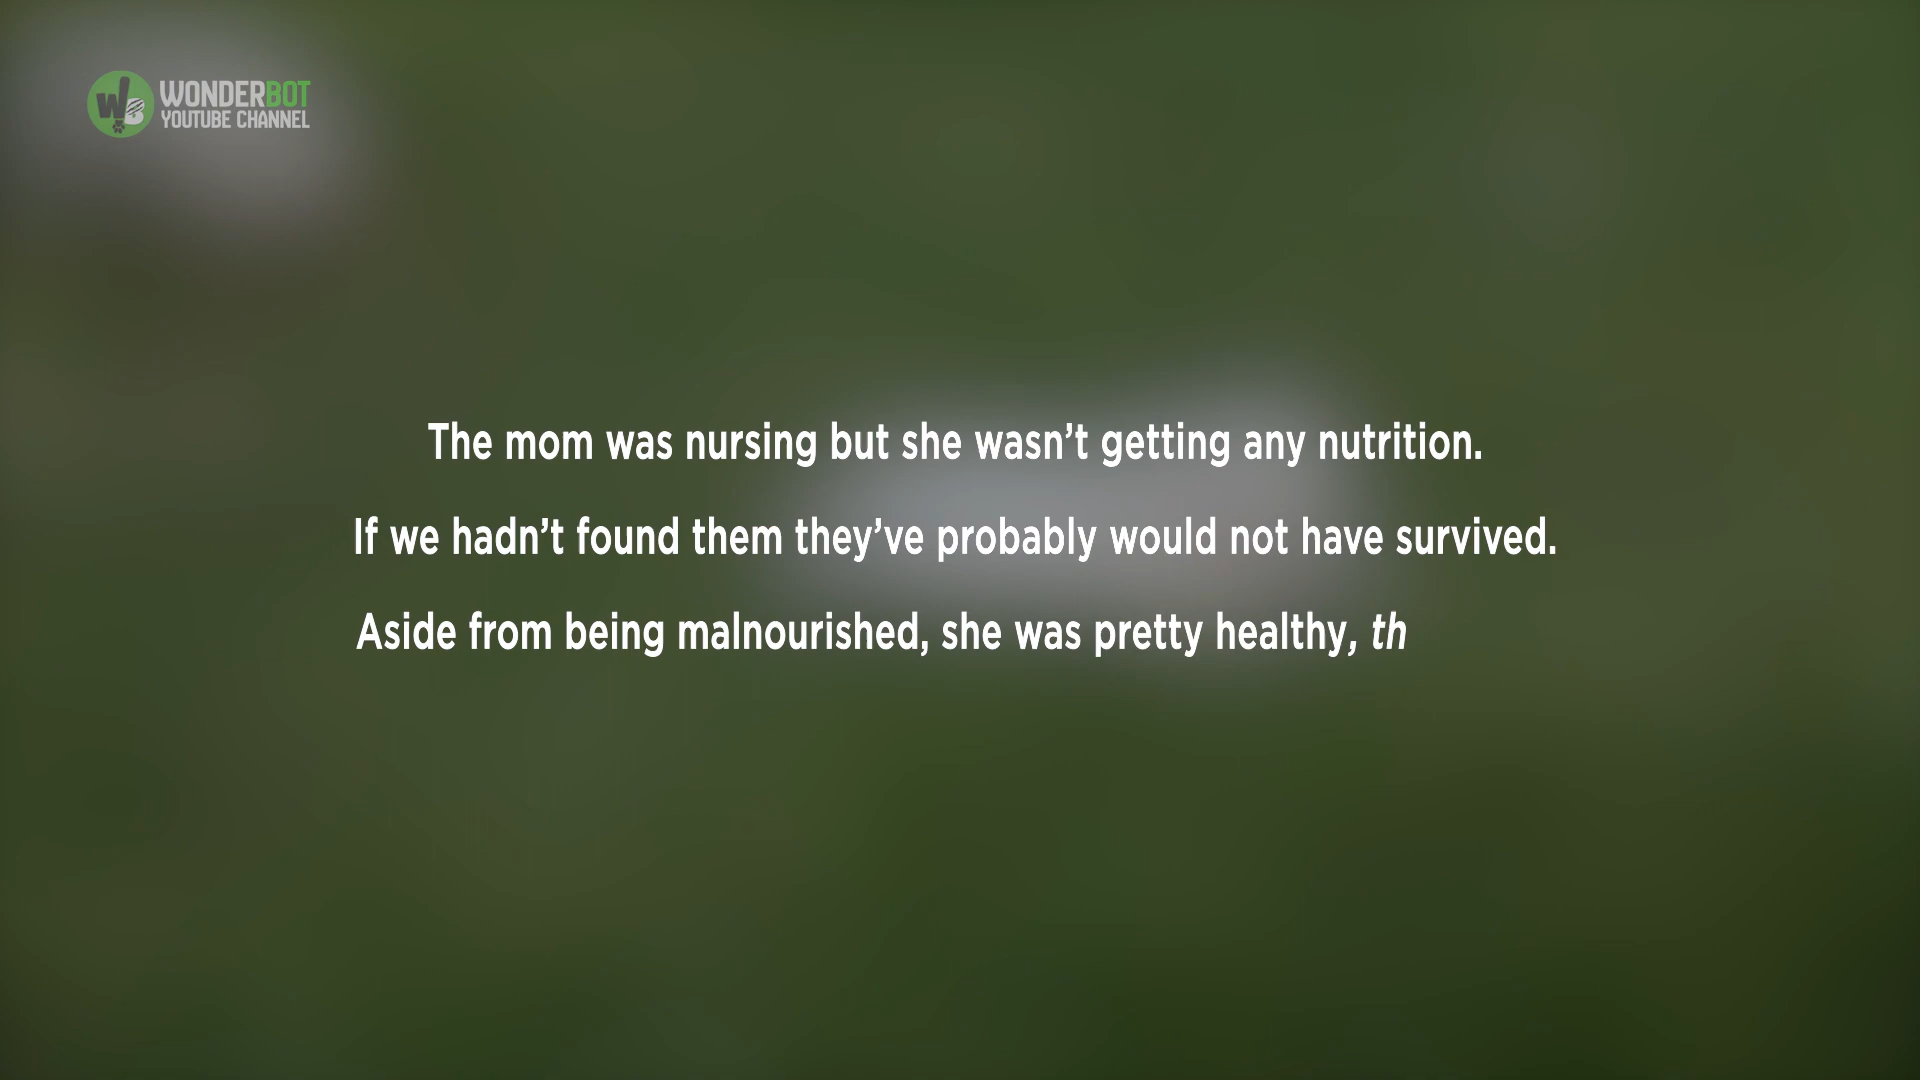 WONDERBOT
YOUTUBE CHANNEL
The mom was nursing but she wasn’t getting any nutrition.
If we hadn’t found them they’ve probably would not have survived.
Aside from being malnourished, she was pretty healthy, th